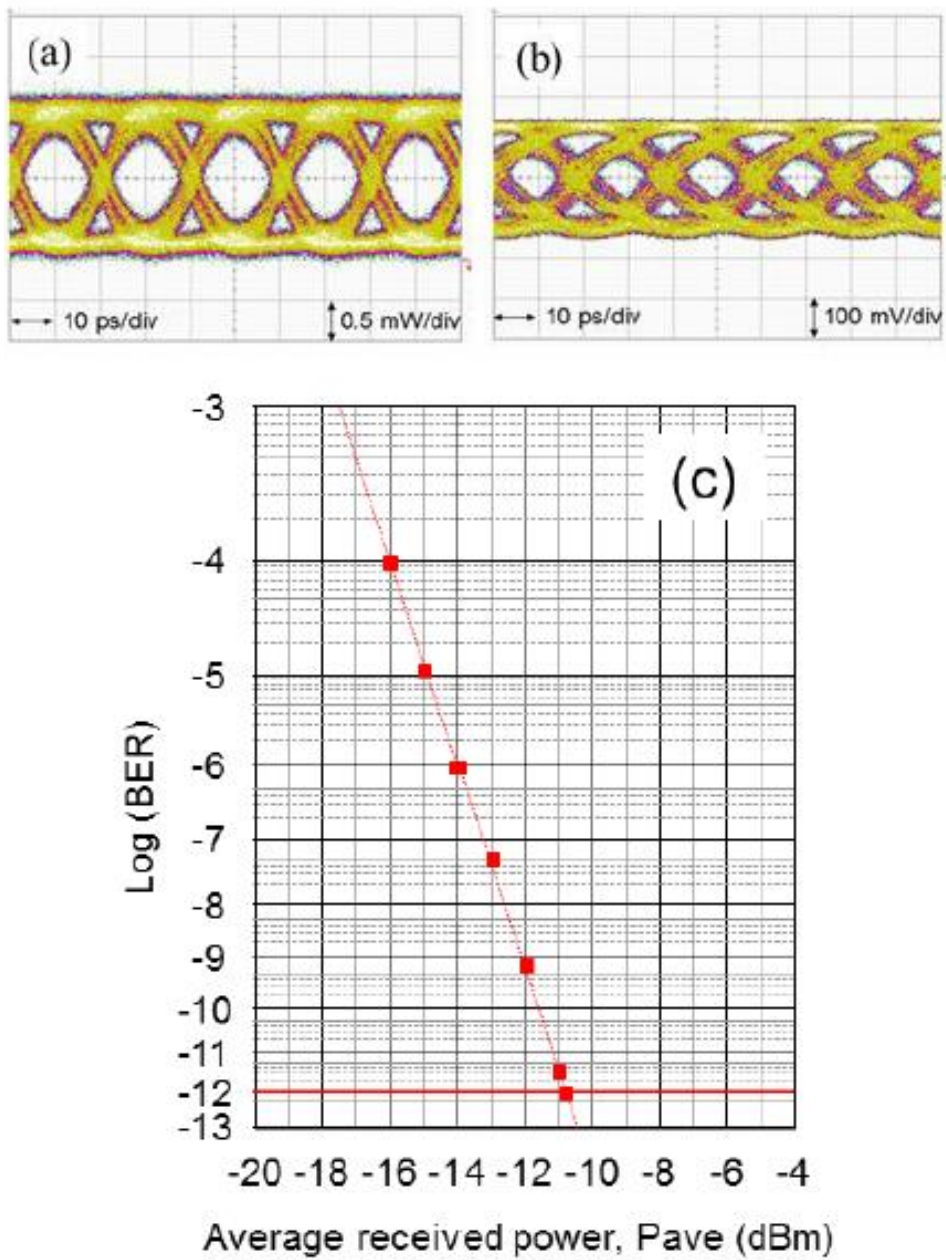 (a)
10 ps/div
0.5 mW/div
(b)
10 ps/div
100 mV/div
(c)
Log (BER)
-3
-4
-5
-6
-7
-8
-9
-10
-11
-12
-13
-20 -18 -16 -14 -12 -10 -8 -6 -4
Average received power, Pave (dBm)